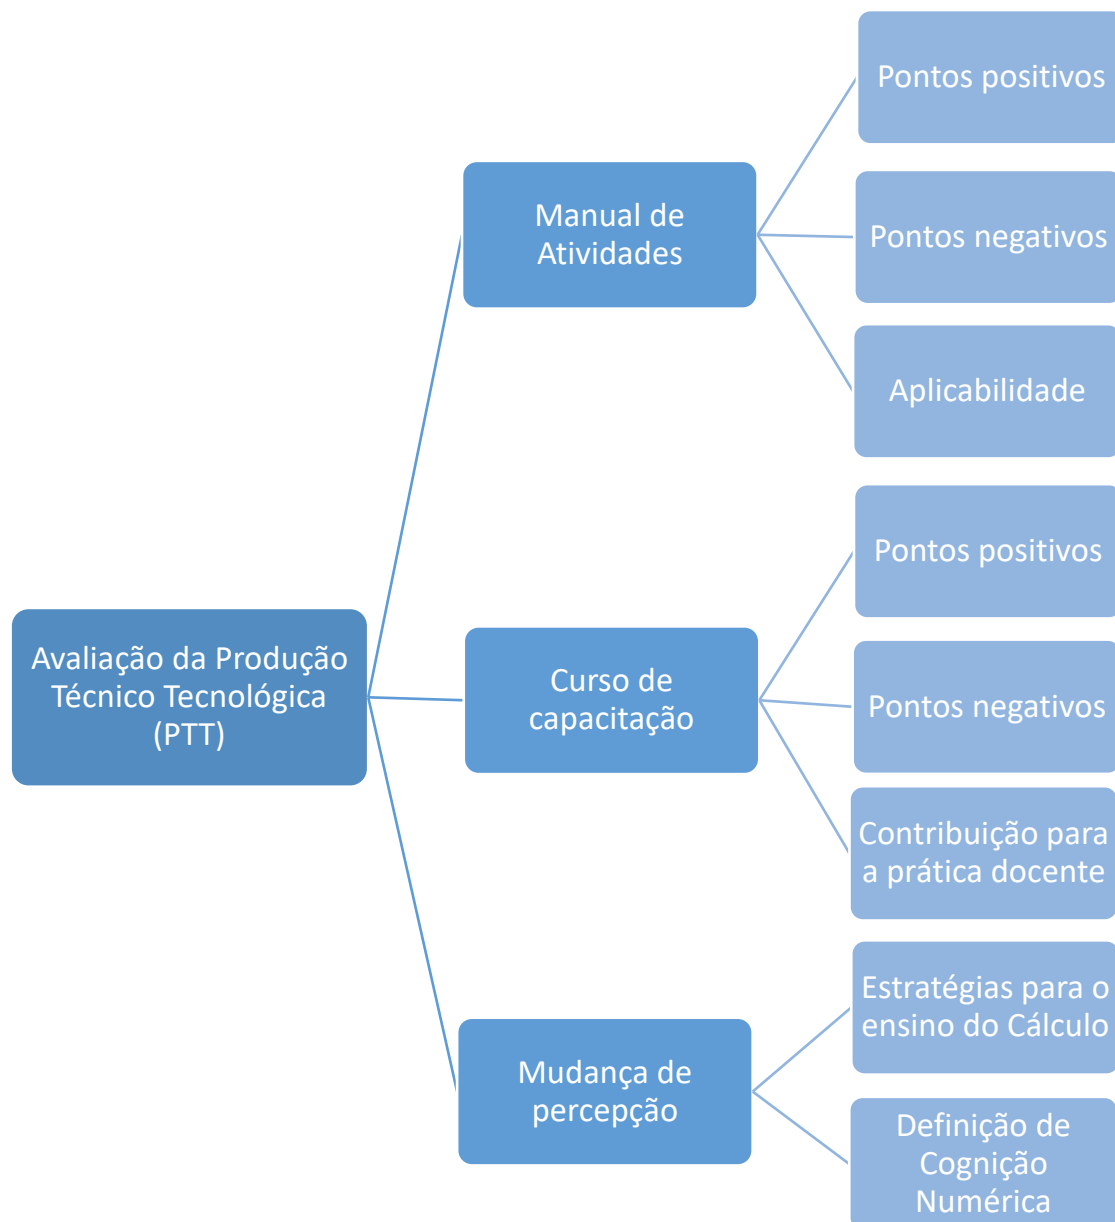 Avaliação da Produção
Técnico Tecnológica
(PTT)
Manual de
Atividades
Pontos positivos
Pontos negativos
Aplicabilidade
Curso de
capacitação
Pontos positivos
Pontos negativos
Contribuição para
a prática docente
Mudança de
percepção
Estratégias para o
ensino do Cálculo
Definição de
Cognição
Numérica